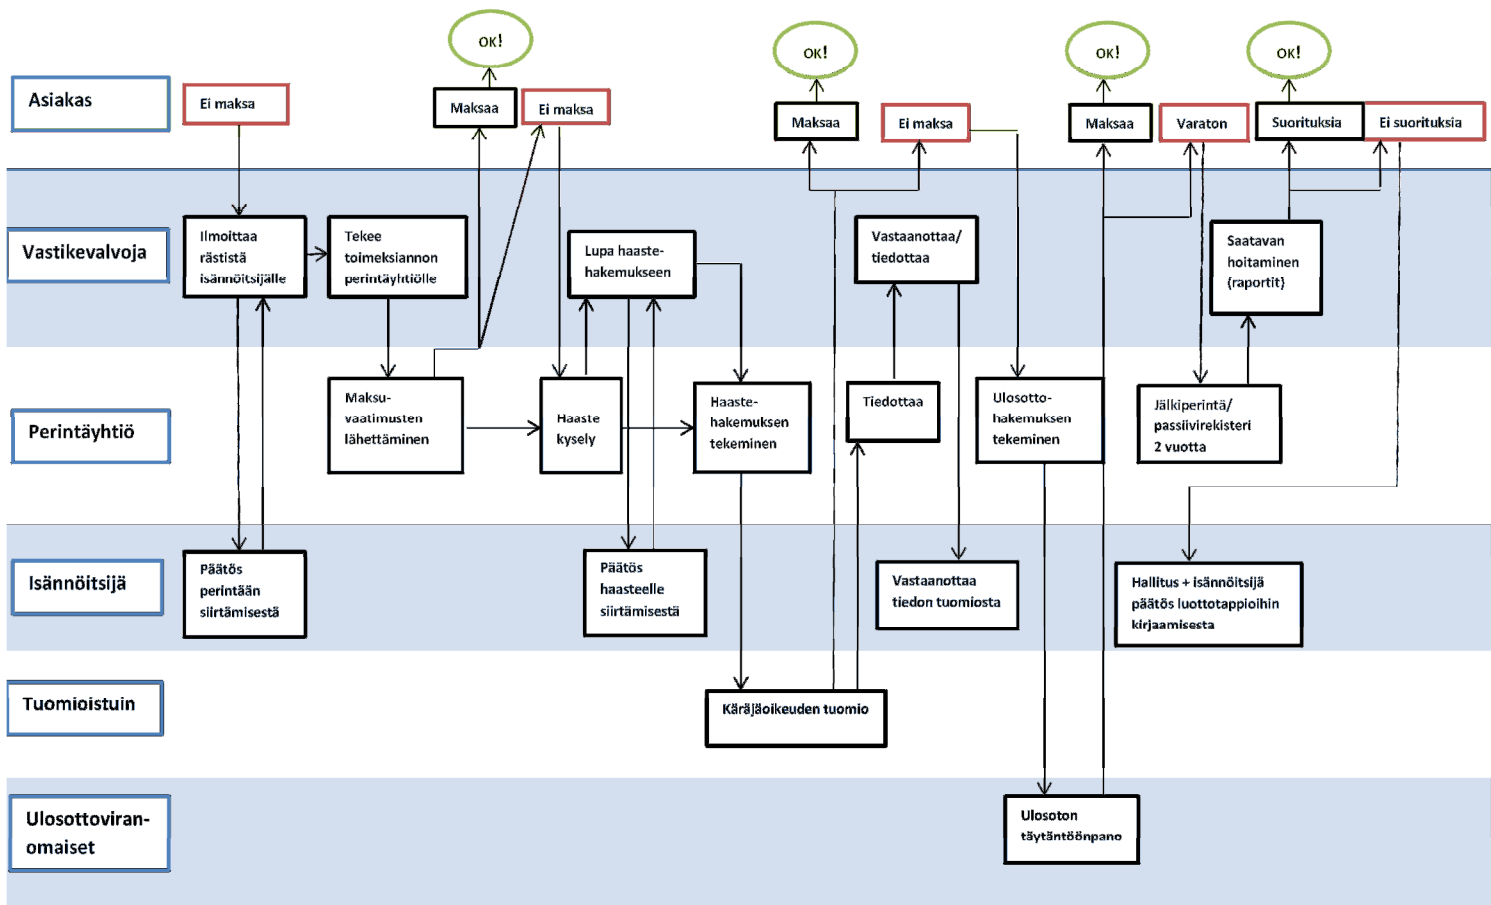 OK!
OK!
OK!
OK!
Asiakas
Ei maksa
Maksaa
Ei maksa
Maksaa
Ei maksa
Maksaa
Varaton
Suorituksia
Ei suorituksia
Vastikevalvoja
Ilmoittaa
rästistä
isännöitsijälle
Tekee
toimeksiannon
perintäyhtiölle
Lupa haaste-
hakemukseen
Vastaanottaa/
tiedottaa
Saatavan
hoitaminen
(raportit)
Perintäyhtiö
Maksu-
vaatimusten
lähettäminen
Haaste
kysely
Haaste-
hakemuksen
tekeminen
Tiedottaa
Ulosotto-
hakemuksen
tekeminen
Jälkiperintä/
passiivirekisteri
2 vuotta
Isännöitsijä
Päätös
perintään
siirtämisestä
Päätös
haasteelle
siirtämisestä
Vastaanottaa
tiedon tuomiosta
Hallitus + isännöitsijä
päätös luottotappioihin
kirjaamisesta
Tuomioistuin
Käräjäoikeuden tuomio
Ulosottoviran-
omaiset
Ulosoton
täytäntöönpano